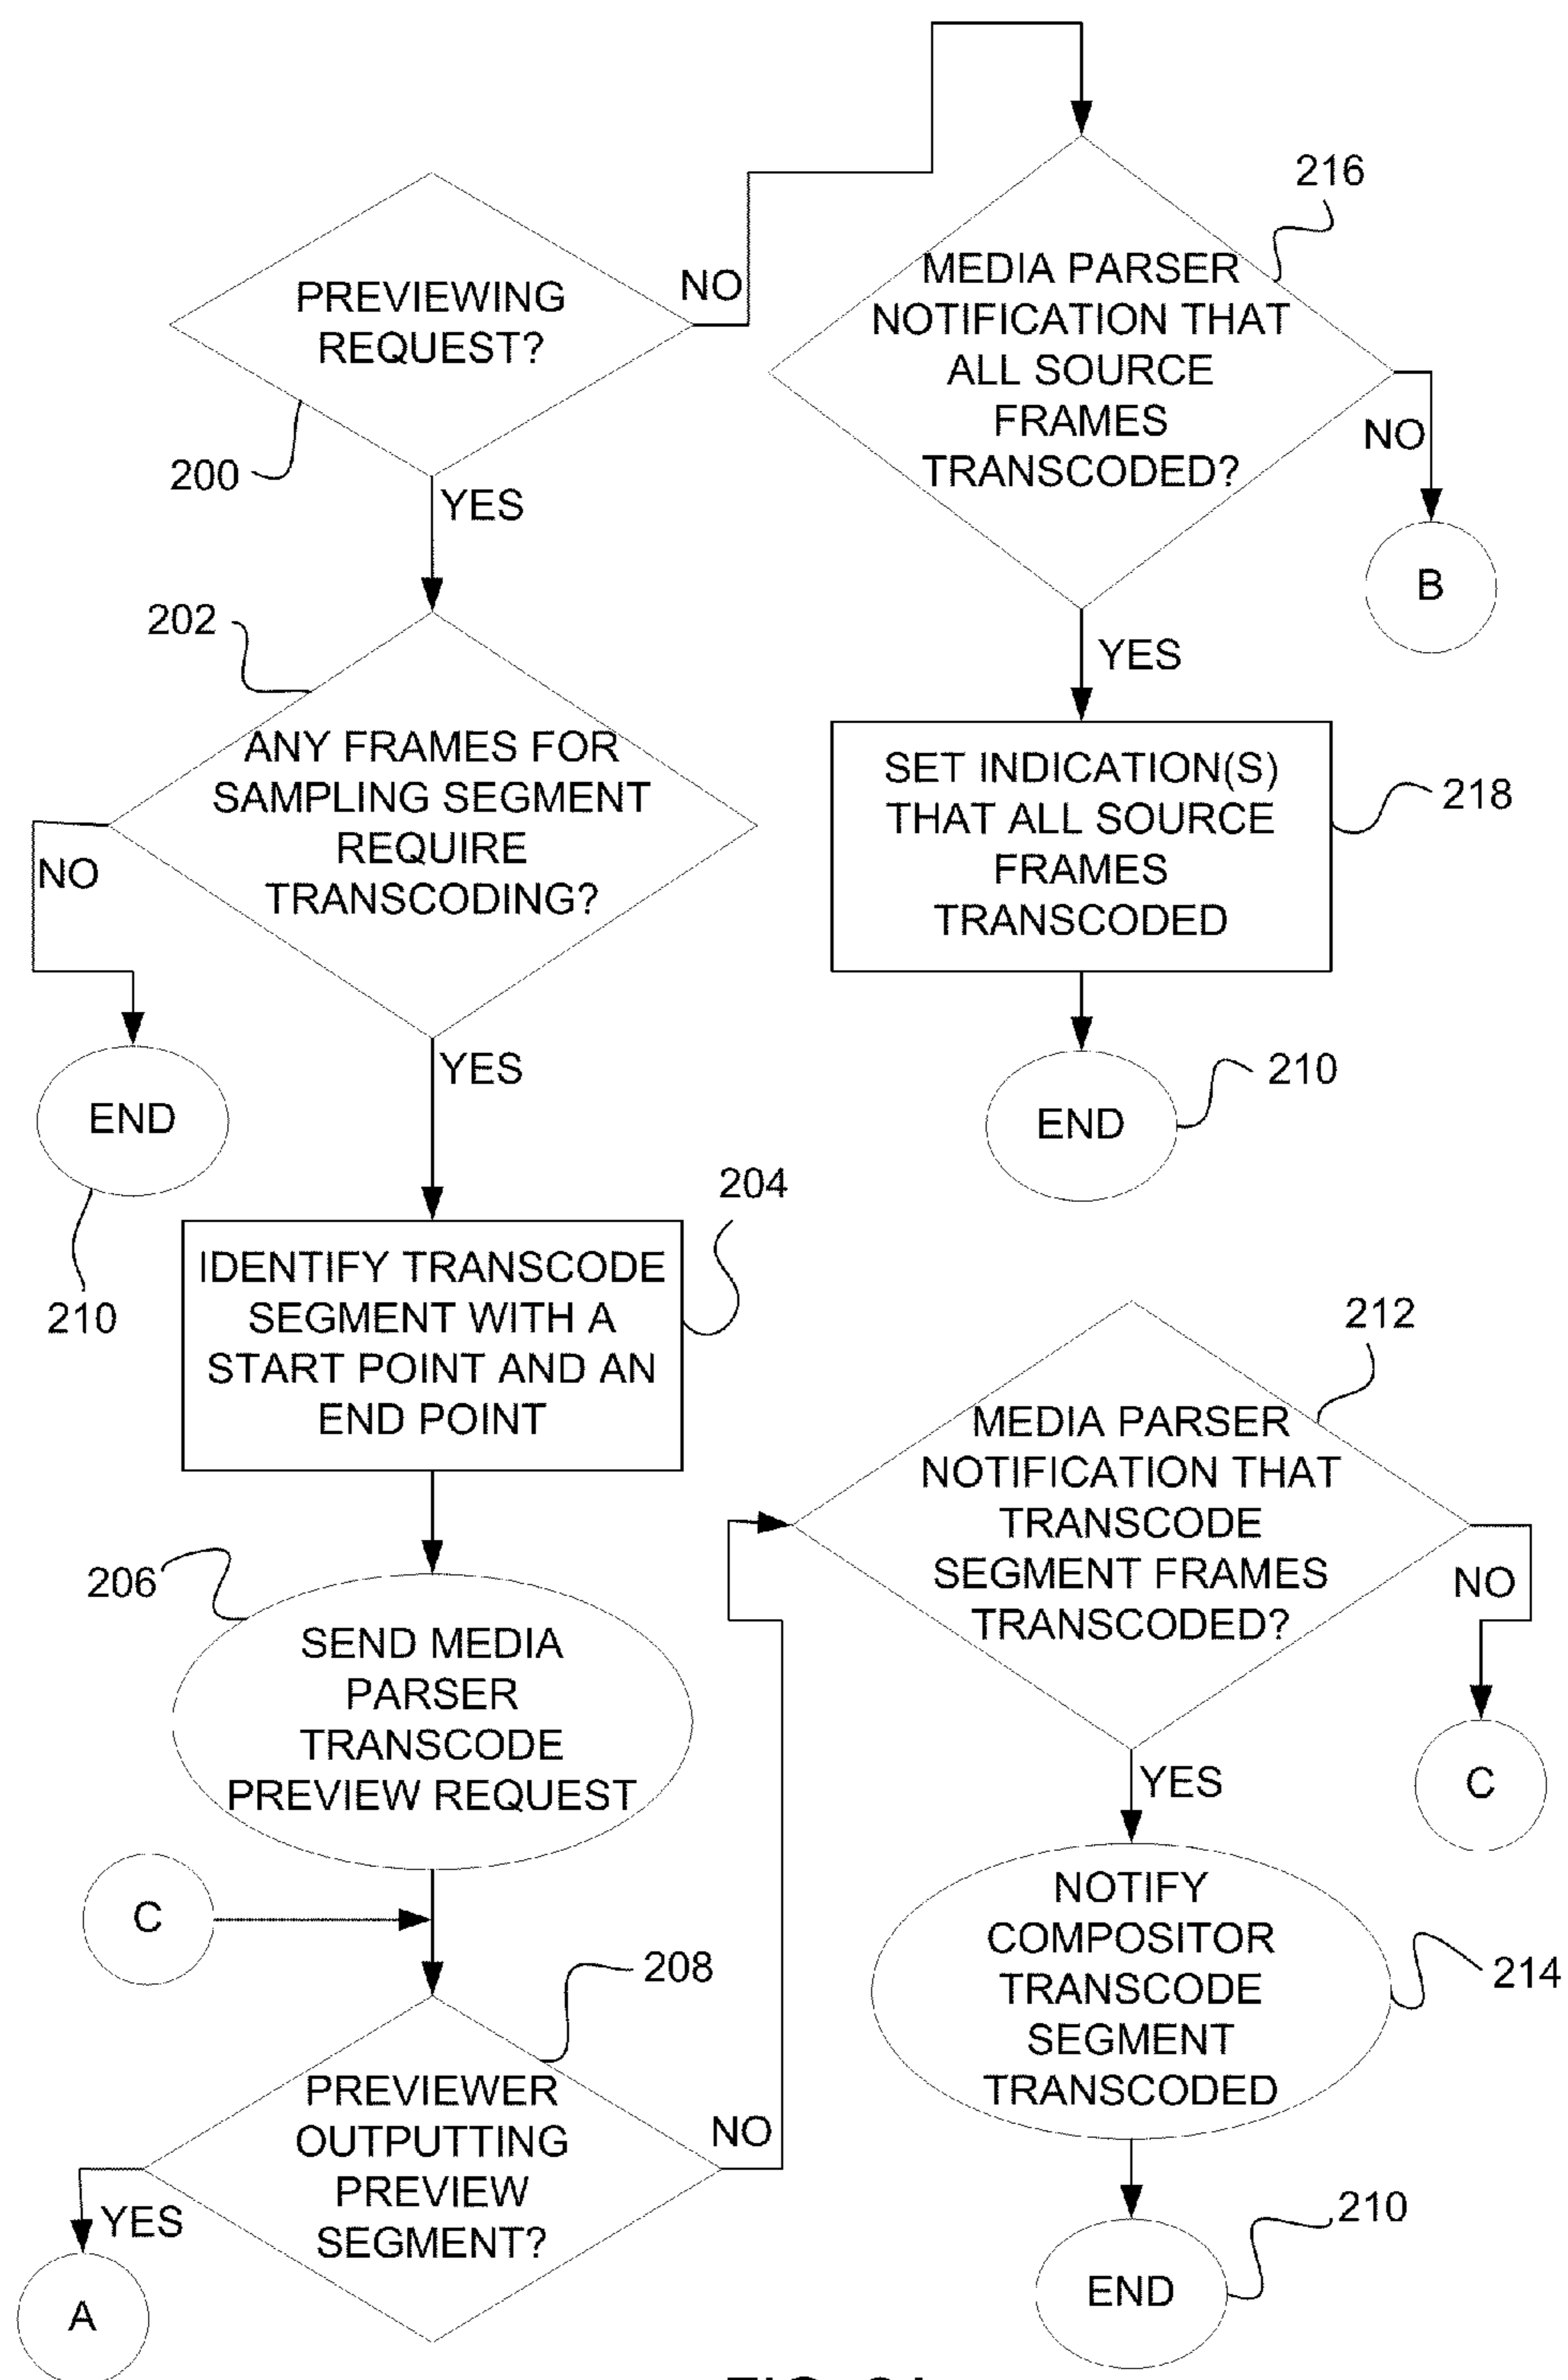 PREVIEWING
REQUEST?
NO
200
YES
202
ANY FRAMES FOR
SAMPLING SEGMENT
REQUIRE
TRANSCODING?
NO
END
210
YES
204
IDENTIFY TRANSCODE
SEGMENT WITH A
START POINT AND AN
END POINT
206
SEND MEDIA
PARSER
TRANSCODE
PREVIEW REQUEST
C
208
PREVIEWER
OUTPUTTING
PREVIEW
SEGMENT?
NO
YES
A
216
MEDIA PARSER
NOTIFICATION THAT
ALL SOURCE
FRAMES
TRANSCODED?
NO
B
YES
SET INDICATION(S)
THAT ALL SOURCE
FRAMES
TRANSCODED
218
END
210
212
MEDIA PARSER
NOTIFICATION THAT
TRANSCODE
SEGMENT FRAMES
TRANSCODED?
NO
C
YES
NOTIFY
COMPOSITOR
TRANSCODE
SEGMENT
TRANSCODED
214
210
END